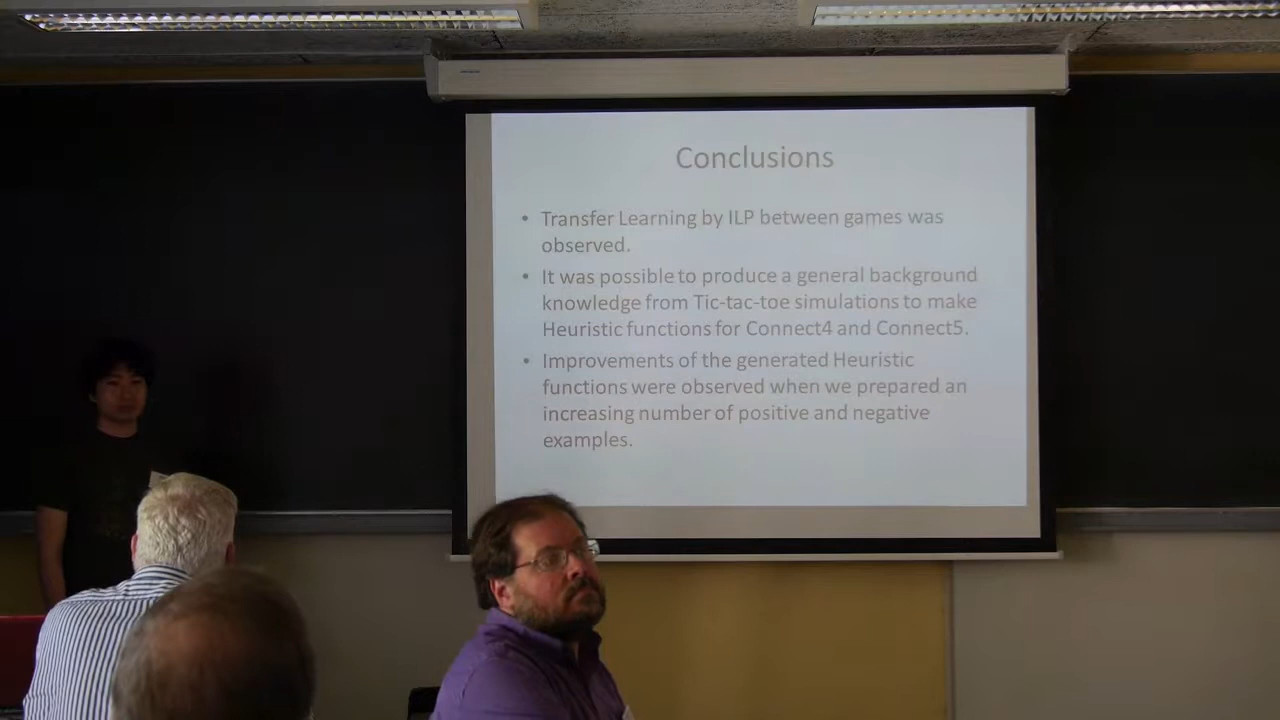 Conclusions
• Transfer Learning by ILP between games was
observed.
• It was possible to produce a general background
knowledge from Tic-tac-toe simulations to make
Heuristic functions for Connect4 and Connect5.
• Improvements of the generated Heuristic
functions were observed when we prepared an
increasing number of positive and negative
examples.